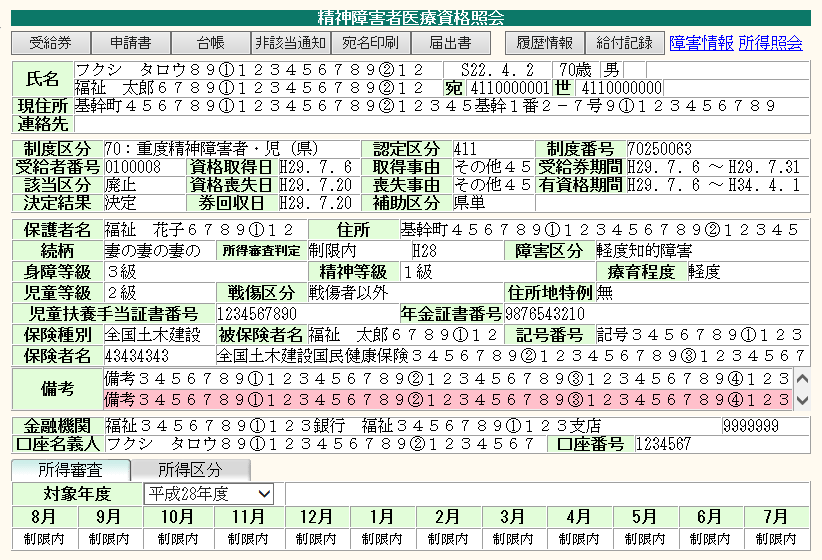 精神障害者医療資格照会
受給券 申請書 台帳 非該当通知 宛名印刷 届出書 履歴情報 給付記録 障害情報 所得照会
氏名 フクシ　タロウ８９①１２３４５６７８９②１２ S22. 4. 2 70歳 男
福祉　太郎６７８９①１２３４５６７８９②１２ 宛 4110000001 世 4110000000
現住所 基幹町４５６７８９①１２３４５６７８９②１２３４５基幹１番２－７号９①１２３４５６７８９
連絡先
制度区分 70：重度精神障害者・児（県） 認定区分 411 制度番号 70250063
受給者番号 0100008 資格取得日 H29. 7. 6 取得事由 その他４５ 受給券期間 H29. 7. 6 ～ H29. 7.31
該当区分 廃止 資格喪失日 H29. 7.20 喪失事由 その他４５ 有資格期間 H29. 7. 6 ～ H34. 4. 1
決定結果 決定 券回収日 H29. 7.20 補助区分 県単
保護者名 福祉　花子６７８９①１２ 住所 基幹町４５６７８９①１２３４５６７８９②１２３４５
続柄 妻の妻の妻の 所得審査判定 制限内 H28 障害区分 軽度知的障害
身障等級 ３級 精神等級 １級 療育程度 軽度
児童等級 ２級 戦傷区分 戦傷者以外 住所地特例 無
児童扶養手当証書番号 1234567890 年金証書番号 9876543210
保険種別 全国土木建設 被保険者名 福祉　太郎６７８９①１２ 記号番号 記号３４５６７８９①１２３
保険者名 43434343 全国土木建設国民健康保険３４５６７８９②１２３４５６７８９③１２３４５６７
備考 備考３４５６７８９①１２３４５６７８９②１２３４５６７８９③１２３４５６７８９④１２３
備考３４５６７８９①１２３４５６７８９②１２３４５６７８９③１２３４５６７８９④１２３
金融機関 福祉３４５６７８９①１２３銀行　福祉３４５６７８９①１２３支店 9999999
口座名義人 フクシ　タロウ８９①１２３４５６７８９②１２３４５６７ 口座番号 1234567
所得審査 所得区分
対象年度 平成28年度
8月 9月 10月 11月 12月 1月 2月 3月 4月 5月 6月 7月
制限内 制限内 制限内 制限内 制限内 制限内 制限内 制限内 制限内 制限内 制限内 制限内